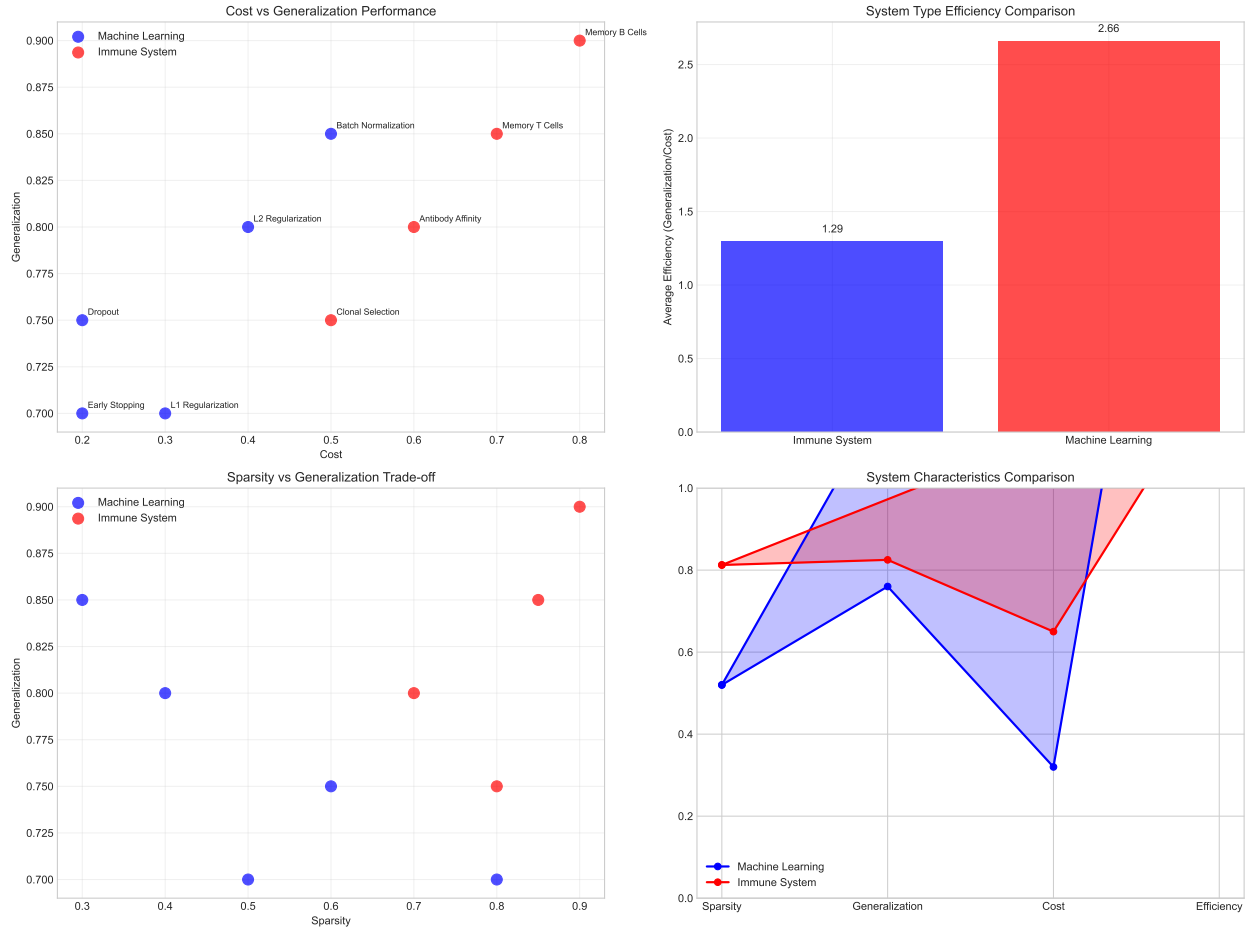 Cost vs Generalization Performance
Machine Learning
Immune System
Memory B Cells
Batch Normalization
Memory T Cells
L2 Regularization
Antibody Affinity
Dropout
Clonal Selection
Early Stopping
L1 Regularization
Generalization
0.900
0.875
0.850
0.825
0.800
0.775
0.750
0.725
0.700
0.2 0.3 0.4 0.5 0.6 0.7 0.8
Cost
System Type Efficiency Comparison
2.66
1.29
Average Efficiency (Generalization/Cost)
2.5
2.0
1.5
1.0
0.5
0.0
Immune System Machine Learning
Sparsity vs Generalization Trade-off
Machine Learning
Immune System
Generalization
0.900
0.875
0.850
0.825
0.800
0.775
0.750
0.725
0.700
0.3 0.4 0.5 0.6 0.7 0.8 0.9
Sparsity
System Characteristics Comparison
1.0
0.8
0.6
0.4
0.2
0.0
Machine Learning
Immune System
Sparsity Generalization Cost Efficiency